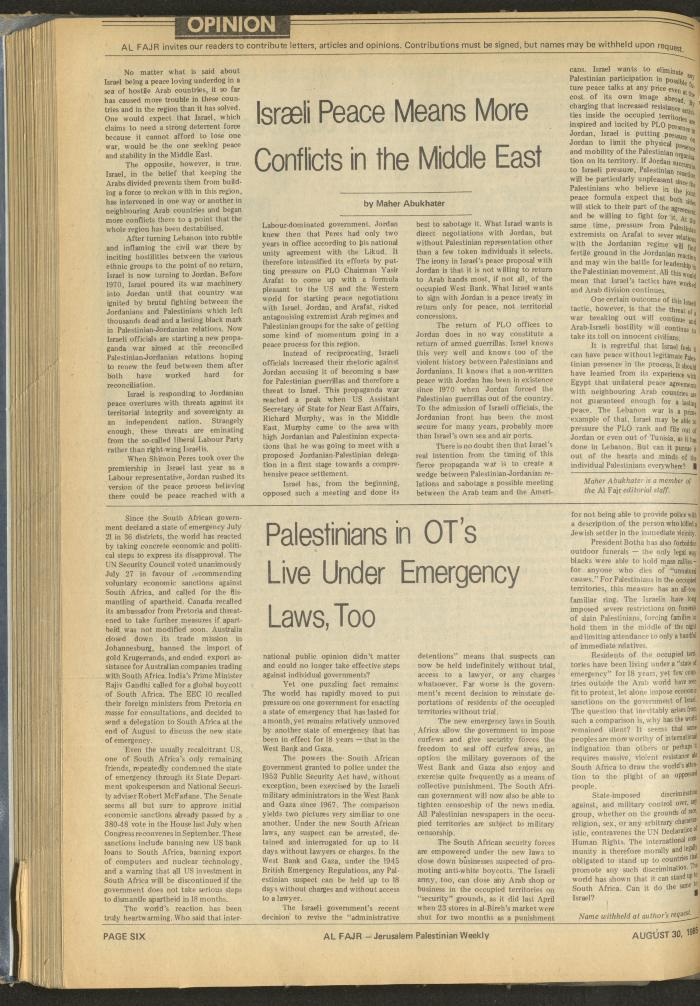 OPINION
AL FAJR invites our readers to contribute letters, articles and opinions. Contributions must be signed, but names may be withheld upon request.
Israeli Peace Means More
Conflicts in the Middle East
by Maher Abukhater
No matter what is said about
Israel being a peace loving underdog in a
sea of hostile Arab countries, it so far
has caused more trouble in these coun-
tries and in the region than it has solved.
One would expect that Israel, which
claims to need a strong deterrent force
because it cannot afford to lose one
war, would be the one seeking peace
and stability in the Middle East.
The opposite, however, is true.
Israel, in the belief that keeping the
Arabs divided prevents them from build-
ing a force to reckon with in this region,
has intervened in one way or another in
neighbouring Arab countries and began
more conflicts there to a point that the
whole region has been destabilised.
After turning Lebanon into rubble
and inflaming the civil war there by
inciting hostilities between the various
ethnic groups to the point of no return,
Israel is now turning to Jordan. Before
1970, Israel poured its war machinery
into Jordan until that country was
ignited by brutal fighting between the
Jordanians and Palestinians which left
thousands dead and a lasting black mark
in Palestinian-Jordanian relations. Now
Israeli officials are starting a new propa-
ganda war aimed at the reconciled
Palestinian-Jordanian relations hoping
to renew the feud between them after
both have worked hard for
reconciliation.
Israel is responding to Jordanian
peace overtures with threats against its
territorial integrity and sovereignty as
an independent nation. Strangely
enough, these threats are eminating
from the so-called liberal Labour Party
rather than right-wing Israelis.
When Shimon Peres took over the
premiership in Israel last year as a
Labour representative, Jordan rushed its
version of the peace process believing
there could be peace reached with a
Labour-dominated government. Jordan
knew then that Peres had only two
years in office according to his national
unity agreement with the Likud. It
therefore intensified its efforts by put-
ting pressure on PLO Chairman Yasir
Arafat to come up with a formula
pleasant to the US and the Western
world for starting peace negotiations
with Israel. Jordan, and Arafat, risked
antagonising extremist Arab regimes and
Palestinian groups for the sake of getting
some kind of momentum going in a
peace process for this region.
Instead of reciprocating, Israeli
officials increased their rhetoric against
Jordan accusing it of becoming a base
for Palestinian guerrillas and therefore a
threat to Israel. This propaganda war
reached a peak when US Assistant
Secretary of State for Near East Affairs,
Richard Murphy, was in the Middle
East, Murphy came to the area with
high Jordanian and Palestinian expecta-
tions that he was going to meet with a
proposed Jordanian-Palestinian delega-
tion in a first stage towards a compre-
hensive peace settlement.
Israel has, from the beginning,
opposed such a meeting and done its
best to sabotage it. What Israel wants is
direct negotiations with Jordan, but
without Palestinian representation other
than a few token individuals it selects.
The irony in Israel's peace proposal with
Jordan is that it is not willing to return
to Arab hands most, if not all, of the
occupied West Bank. What Israel wants
to sign with Jordan is a peace treaty in
return only for peace, not territorial
concessions.
The return of PLO offices to
Jordan does in no way constitute a
return of armed guerrillas. Israel knows
this very well and knows too of the
violent history between Palestinians and
Jordanians. It knows that a non-written
peace with Jordan has been in existence
since 1970 when Jordan forced the
Palestinian guerrillas out of the country.
To the admission of Israeli officials, the
Jordanian front has been the most
secure for many years, probably more
than Israel's own sea and air ports.
There is no doubt then that Israel's
real intention from the timing of this
fierce propaganda war is to create a
wedge between Palestinian-Jordanian re-
lations and sabotage a possible meeting
between the Arab team and the Ameri-
cans. Israel wants to eliminate any
Palestinian participation in possible fu-
ture peace talks at any price even at the
cost of its own image abroad. By
charging that increased resistance activi-
ties inside the occupied territories are
inspired and incited by PLO presence in
Jordan, Israel is putting pressure on
Jordan to limit the physical presence
and mobility of the Palestinian organiza-
tion on its territory. If Jordan succumbs
to Israeli pressure, Palestinian reaction
will be particularly unpleasant since the
Palestinians who believe in the joint
peace formula expect that both sides
will stick to their part of the agreement
and be willing to fight for it. At the
same time, pressure from Palestinian
extremists on Arafat to sever relations
with the Jordanian regime will find
fertile ground in the Jordanian reaction
and may win in the battle for leadership in
the Palestinian movement. All this would
mean that Israel's tactics have worked
and Arab division continues.
One certain outcome of this Israeli
tactic, however, is that the threat of a
war breaking out will continue and
Arab-Israeli hostility will continue to
take its toll on innocent civilians.
It is regretful that Israel feels it
can have peace without legitimate Pales-
tinian presence in the process. It should
have learned from its experience with
Egypt that unilateral peace agreements
with neighbouring Arab countries are
not guaranteed enough for a lasting
peace. The Lebanon war is a prime
example of that. Israel may be able to
pressure the PLO rank and file out of
Jordan or even out of Tunisia, as it has
done in Lebanon. But can it pursue it
out of the hearts and minds of the
individual Palestinians everywhere?
Maher Abukhater is a member of
the Al Fajr editorial staff.
Palestinians in OT's
Live Under Emergency
Laws, Too
Since the South African govern-
ment declared a state of emergency July
21 in 36 districts, the world has reacted
by taking concrete economic and politi-
cal steps to express its disapproval. The
UN Security Council voted unanimously
July 27 in favour of recommending
voluntary economic sanctions against
South Africa, and called for the dis-
mantling of apartheid. Canada recalled
its ambassador from Pretoria and threat-
ened to take further measures if apart-
heid was not modified soon. Australia
closed down its trade mission in
Johannesburg, banned the import of
gold Krugerrands, and ended export as-
sistance for Australian companies trading
with South Africa. India's Prime Minister
Rajiv Gandhi called for a global boycott
of South Africa. The EEC 10 recalled
their foreign ministers from Pretoria en
masse for consultations, and decided to
send a delegation to South Africa at the
end of August to discuss the new state
of emergency.
Even the usually recalcitrant US,
one of South Africa's only remaining
friends, repeatedly condemned the state
of emergency through its State Depart-
ment spokesperson and National Securi-
ty adviser Robert McFarlane. The Senate
seems all but sure to approve initial
economic sanctions already passed by a
380-48 vote in the House last July when
Congress reconvenes in September. These
sanctions include banning new US bank
loans to South Africa, banning export
of computers and nuclear technology,
and a warning that all US investment in
South Africa will be discontinued if the
government does not take serious steps
to dismantle apartheid in 18 months.
The world's reaction has been
truly heartwarming. Who said that inter-
national public opinion didn't matter
and could no longer take effective steps
against individual governments?
Yet one puzzling fact remains:
The world has rapidly moved to put
pressure on one government for enacting
a state of emergency that has lasted for
a month, yet remains relatively unmoved
by another state of emergency that has
been in effect for 18 years — that in the
West Bank and Gaza.
The powers the South African
government granted to police under the
1953 Public Security Act have, without
exception, been exercised by the Israeli
military administrators in the West Bank
and Gaza since 1967. The comparison
yields two pictures very similar to one
another. Under the new South African
laws, any suspect can be arrested, de-
tained and interrogated for up to 14
days without lawyers or charges. In the
West Bank and Gaza, under the 1945
British Emergency Regulations, any Pal-
estinian suspect can be held up to 18
days without charges and without access
to a lawyer.
The Israeli government's recent
decision to revise the "administrative
detentions" means that suspects can
now be held indefinitely without trial,
access to a lawyer, or any charges
whatsoever. Far worse is the govern-
ment's recent decision to reinstate de-
portations of residents of the occupied
territories without trial.
The new emergency laws in South
Africa allow the government to impose
curfews and give security forces the
freedom to seal off curfew areas, an
option the military governors of the
West Bank and Gaza also enjoy and
exercise quite frequently as a means of
collective punishment. The South Afri-
can government will now also be able to
tighten censorship of the news media.
All Palestinian newspapers in the occu-
pied territories are subject to military
censorship.
The South African security forces
are empowered under the new laws to
close down businesses suspected of pro-
moting anti-white boycotts. The Israeli
army, too, can close any Arab shop or
business in the occupied territories on
"security" grounds, as it did last April
when 23 stores in al-Bireh's market were
shut for two months as a punishment
for not being able to provide police with
a description of the person who killed a
Jewish settler in the immediate vicinity.
President Botha has also forbidden
outdoor funerals — the only legal way
blacks were able to hold mass rallies —
for anyone who dies of "unnatural
causes." For Palestinians in the occupied
territories, this measure has an all-too
familiar ring. The Israelis have long
imposed severe restrictions on funerals
of slain Palestinians, forcing families to
hold them in the middle of the night
and limiting attendance to only a handful
of immediate relatives.
Residents of the occupied terri-
tories have been living under a "state of
emergency" for 18 years, yet few coun-
tries outside the Arab world have seen
fit to protest, let alone impose economic
sanctions on the government of Israel.
The question that inevitably arises from
such a comparison is, why has the world
remained silent? It seems that some
peoples are more worthy of international
indignation than others or perhaps it
requires massive, violent resistance as in
South Africa to draw the world's atten-
tion to the plight of an oppressed
people.
State-imposed discrimination
against, and military control over, any
group, whether on the grounds of race,
religion, sex, or any arbitrary character-
istic, contravenes the UN Declaration of
Human Rights. The international com-
munity is therefore morally and legally
obligated to stand up to countries that
promote any such discrimination. The
world has shown that it can stand up to
South Africa. Can it do the same to
Israel?
Name withheld at author's request.
PAGE SIX
AL FAJR — Jerusalem Palestinian Weekly
AUGUST 30, 1985